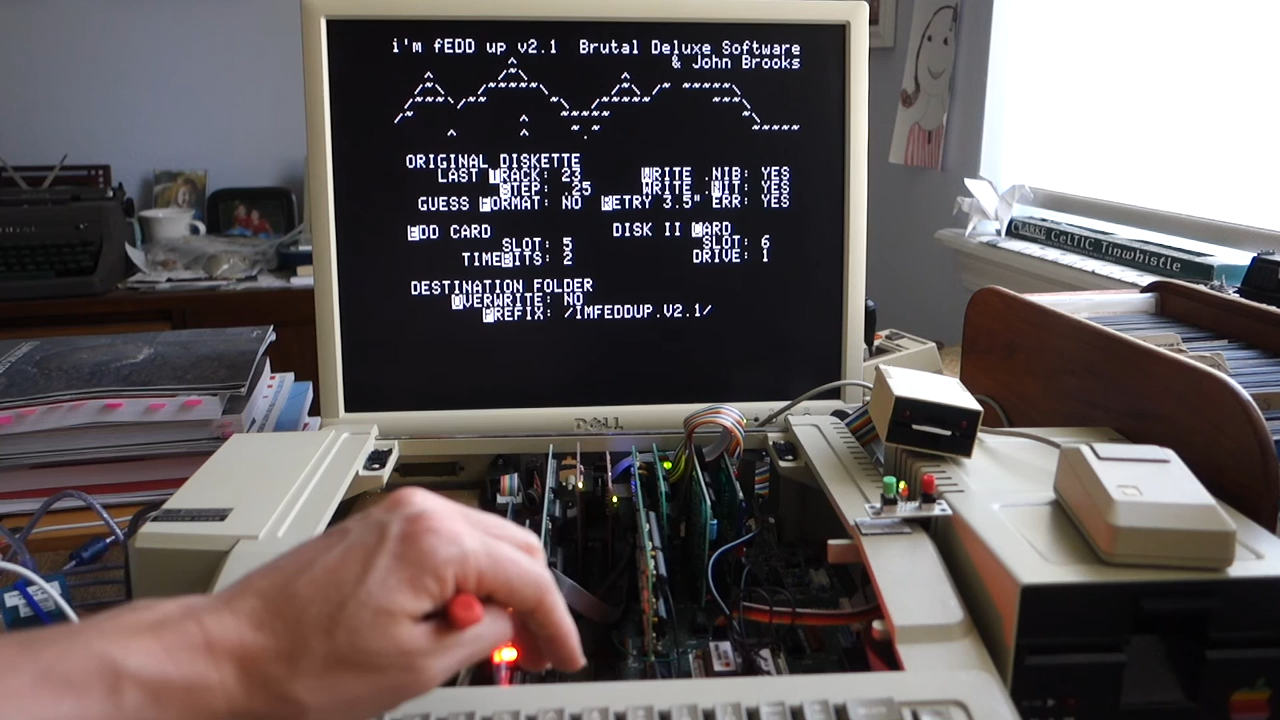 i'm fEDD up v2.1 Brutal Deluxe Software
& John Brooks
ORIGINAL DISKETTE
LAST TRACK: 23 WRITE .NIB: YES
STEP: .25 WRITE .NIT: YES
GUESS FORMAT: NO RETRY 3.5" ERR: YES
EDD CARD DISK II CARD
SLOT: 5 SLOT: 6
TIMEBITS: 2 DRIVE: 1
DESTINATION FOLDER
OVERWRITE: NO
PREFIX: /IMFEDDUP.V2.1/
DELL
CLARKE CeLTIC Tinwhistle